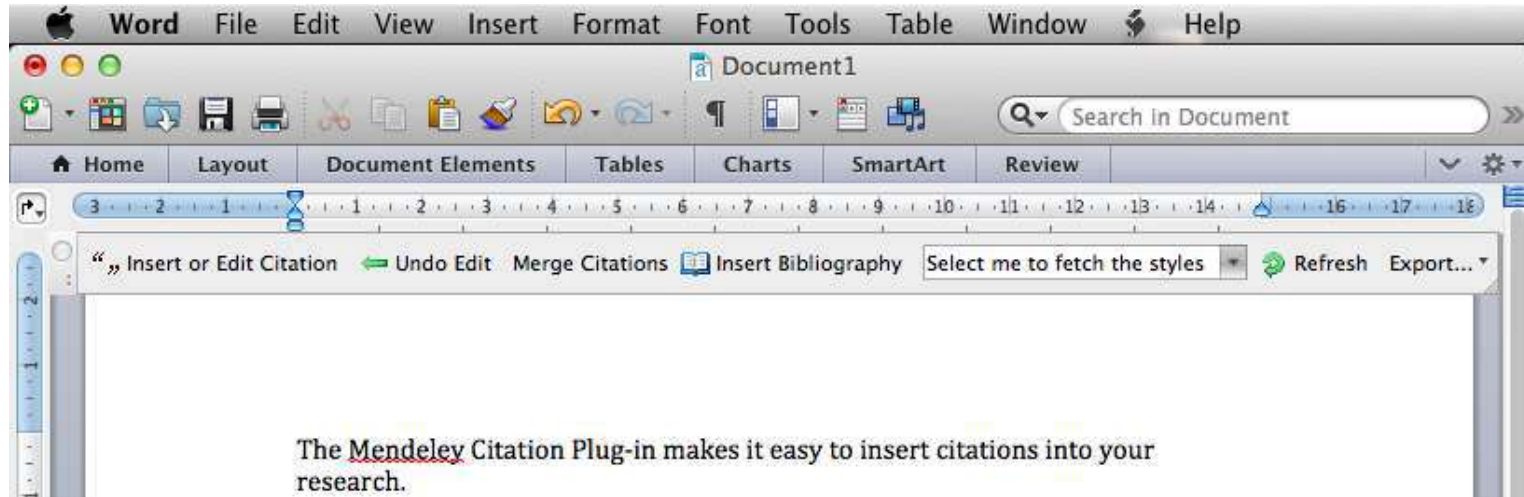 Word File Edit View Insert Format Font Tools Table Window Help
Document1
Search in Document
Home Layout Document Elements Tables Charts SmartArt Review
3 2 1 1 2 3 4 5 6 7 8 9 10 11 12 13 14 16 17 18
“„ Insert or Edit Citation Undo Edit Merge Citations Insert Bibliography Select me to fetch the styles Refresh Export...
2
1
1
The Mendeley Citation Plug-in makes it easy to insert citations into your
research.